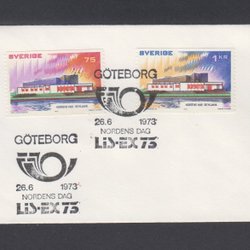 SVERIGE 75
SVERIGE 1 KR
GÖTEBORG
26.6 1973
NORDENS DAG
LIS-EX 73
GÖTEBORG
26.6 1973
NORDENS DAG
LIS-EX 73